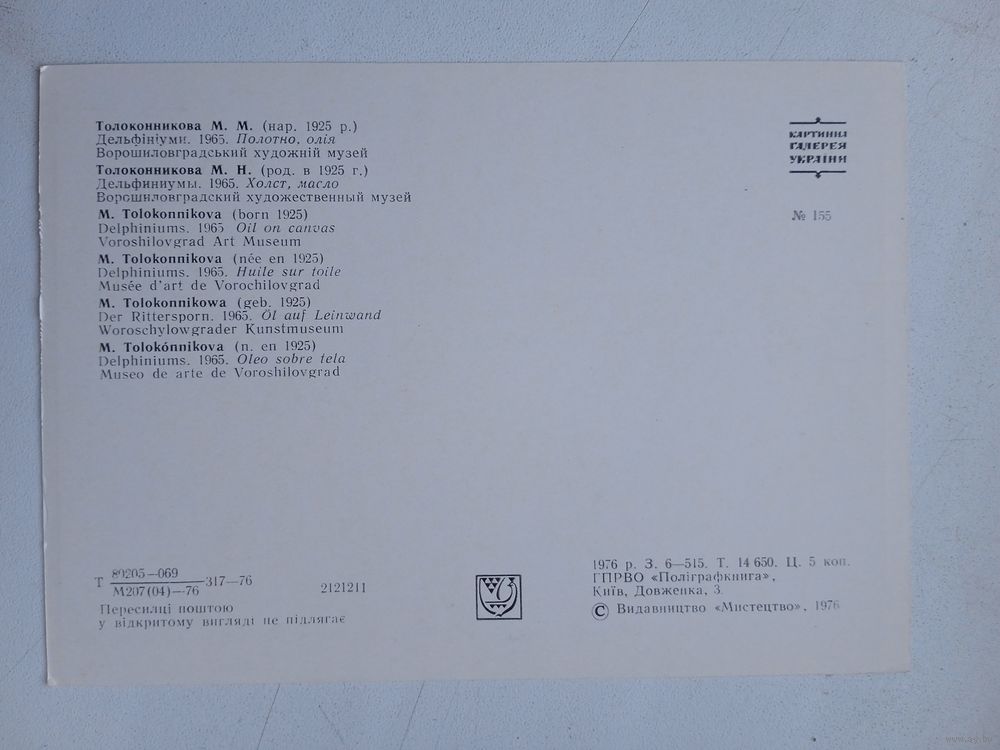 Толоконникова М. М. (нар. 1925 р.)
Дельфініуми. 1965. Полотно, олія
Ворошиловградський художній музей
Толоконникова М. Н. (род. в 1925 г.)
Дельфиниумы. 1965. Холст, масло
Ворошиловградский художественный музей
M. Tolokonnikova (born 1925)
Delphiniums. 1965 Oil on canvas
Voroshilovgrad Art Museum
M. Tolokonnikova (née en 1925)
Delphiniums. 1965. Huile sur toile
Musée d'art de Vorochilovgrad
M. Tolokonnikowa (geb. 1925)
Der Rittersporn. 1965. Öl auf Leinwand
Woroschylowgrader Kunstmuseum
M. Tolokónnikova (n. en 1925)
Delphiniums. 1965. Oleo sobre tela
Museo de arte de Voroshilovgrad
КАРТИННА
ГАЛЕРЕЯ
УКРАЇНИ
№ 155
80205—069
Т 317—76
М207(04)—76
2121211
Пересилці поштою
у відкритому вигляді не підлягає
1976 р. З. 6—515. Т. 14 650. Ц. 5 коп.
ГПРВО «Поліграфкнига»,
Київ, Довженка, 3.
© Видавництво «Мистецтво», 1976